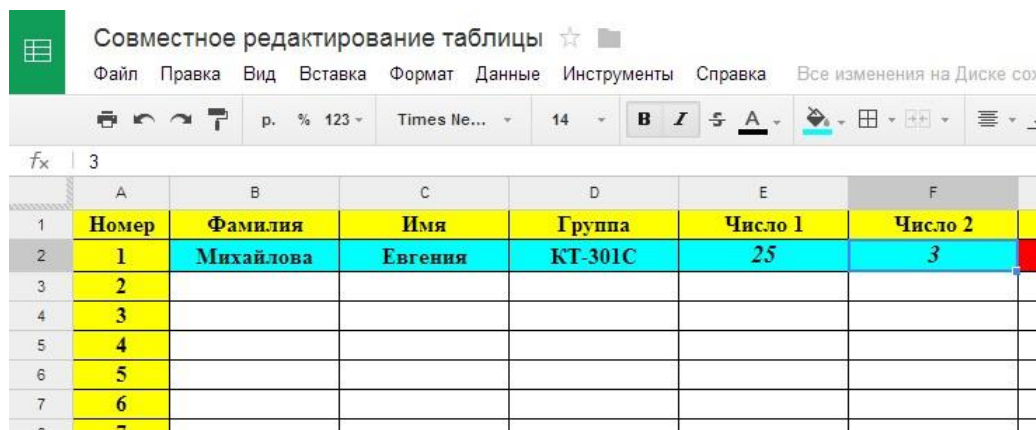 Совместное редактирование таблицы
Файл Правка Вид Вставка Формат Данные Инструменты Справка Все изменения на Диске сох
р. % 123 Times Ne... 14 B I S A
fx 3
A B C D E F
1 Номер Фамилия Имя Группа Число 1 Число 2
2 1 Михайлова Евгения КТ-301С 25 3
3 2
4 3
5 4
6 5
7 6